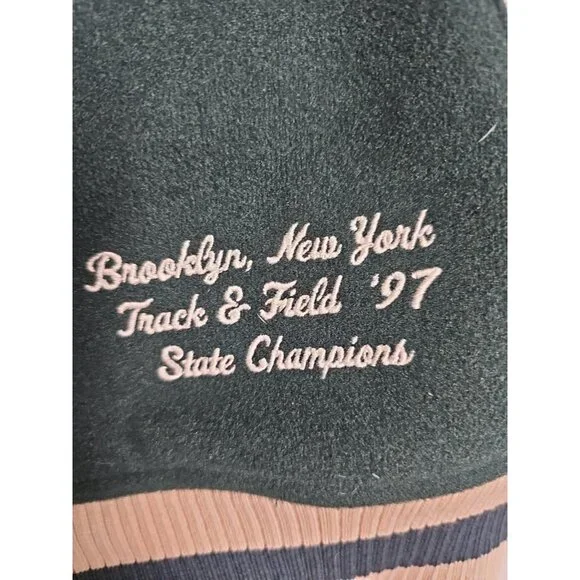 Brooklyn, New York
Track & Field '97
State Champions